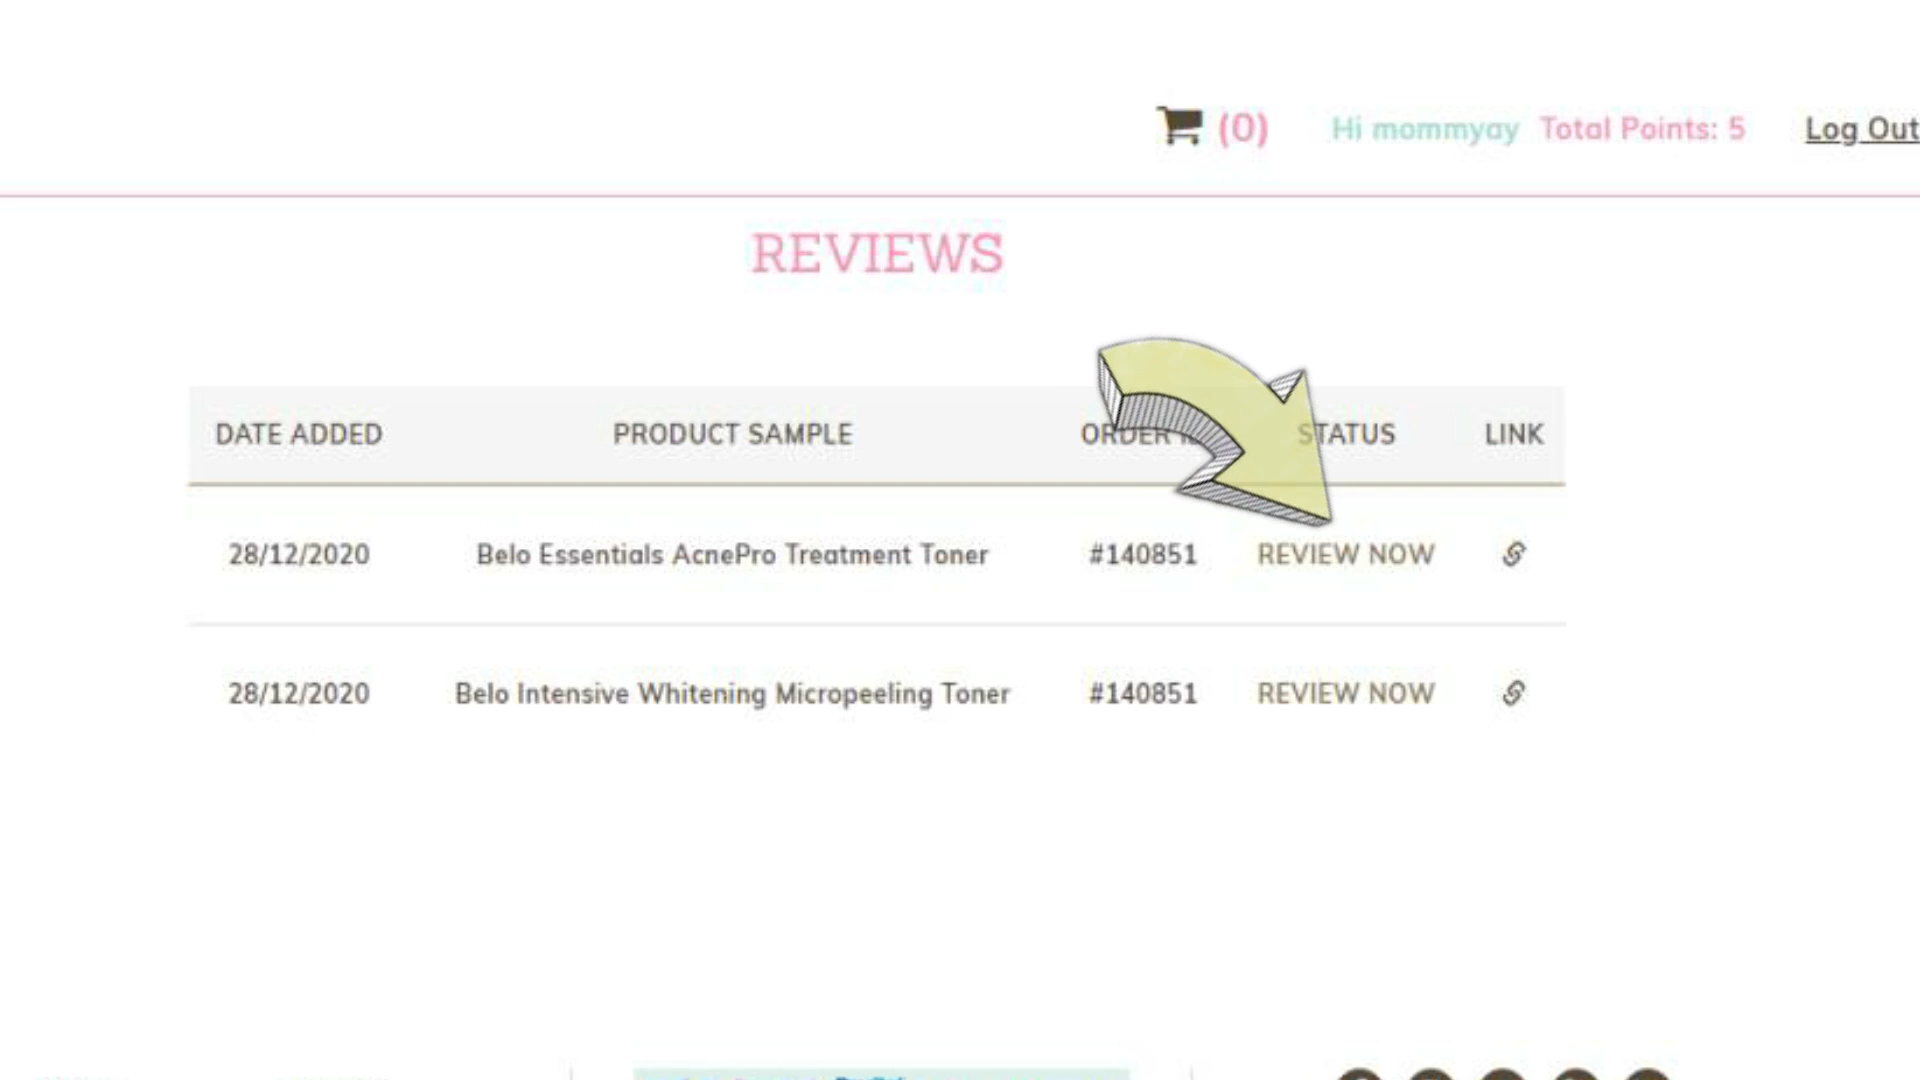 (0) Hi mommyay Total Points: 5 Log Out
REVIEWS
DATE ADDED PRODUCT SAMPLE ORDER STATUS LINK
28/12/2020 Belo Essentials AcnePro Treatment Toner #140851 REVIEW NOW
28/12/2020 Belo Intensive Whitening Micropeeling Toner #140851 REVIEW NOW